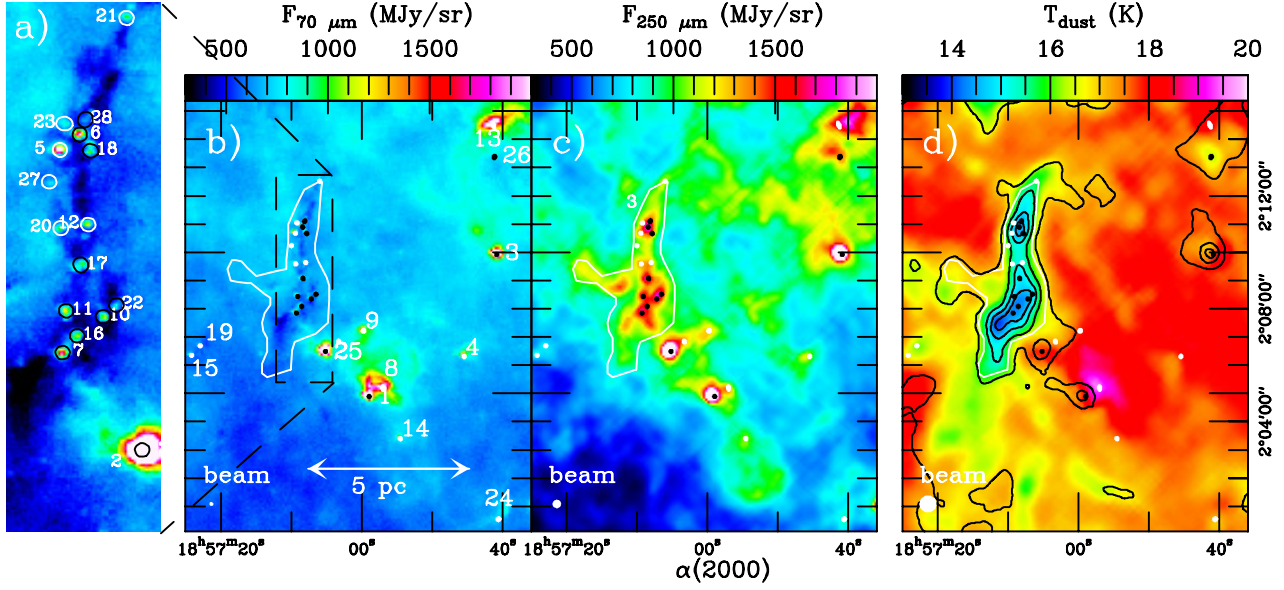 a)
21
28
23
6
5
18
27
12
20
17
22
11
10
16
7
2
F70 μm (MJy/sr)
500 1000 1500
b)
13
26
3
9
19
25
4
15
8
1
14
beam
5 pc
24
18h57m20s 00s 40s
F250 μm (MJy/sr)
500 1000 1500
c)
3
beam
18h57m20s 00s 40s
α(2000)
Tdust (K)
14 16 18 20
d)
beam
2°12'00"
2°08'00"
2°04'00"
18h57m20s 00s 40s